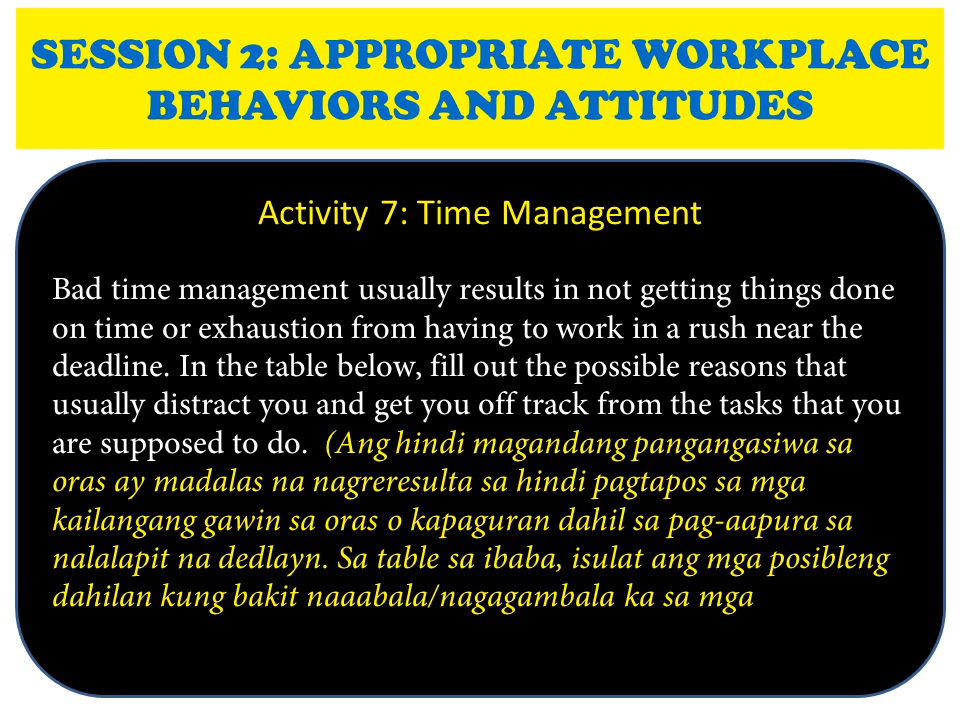 SESSION 2: APPROPRIATE WORKPLACE
BEHAVIORS AND ATTITUDES
Activity 7: Time Management
Bad time management usually results in not getting things done
on time or exhaustion from having to work in a rush near the
deadline. In the table below, fill out the possible reasons that
usually distract you and get you off track from the tasks that you
are supposed to do. (Ang hindi magandang pangangasiwa sa
oras ay madalas na nagreresulta sa hindi pagtapos sa mga
kailangang gawin sa oras o kapaguran dahil sa pag-aapura sa
nalalapit na dedlayn. Sa table sa ibaba, isulat ang mga posibleng
dahilan kung bakit naaabala/nagagambala ka sa mga